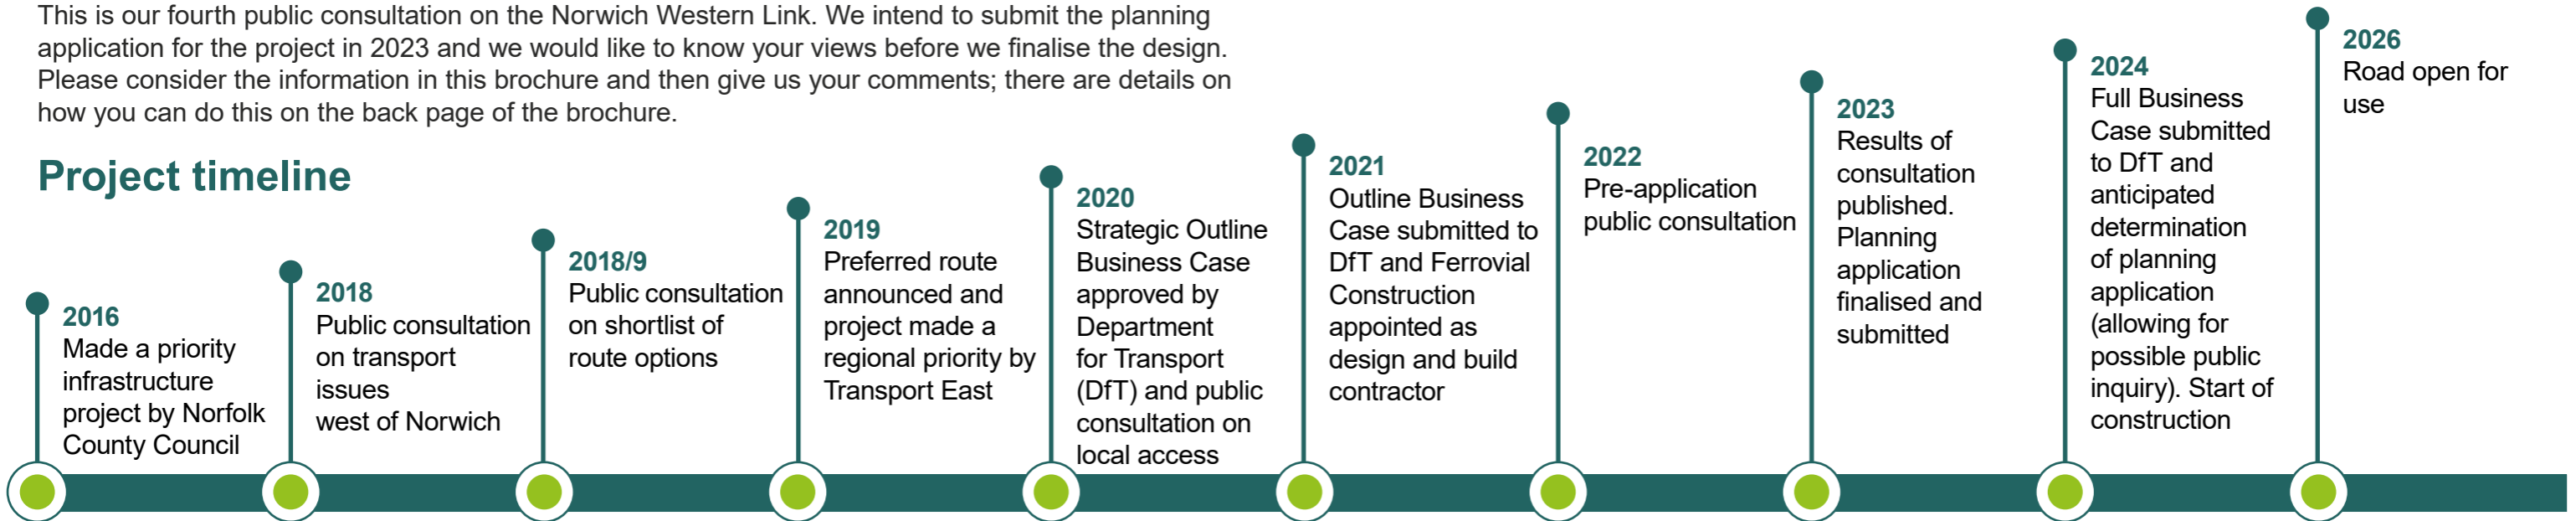 This is our fourth public consultation on the Norwich Western Link. We intend to submit the planning
application for the project in 2023 and we would like to know your views before we finalise the design.
Please consider the information in this brochure and then give us your comments; there are details on
how you can do this on the back page of the brochure.
Project timeline
2016
Made a priority
infrastructure
project by Norfolk
County Council
2018
Public consultation
on transport
issues
west of Norwich
2018/9
Public consultation
on shortlist of
route options
2019
Preferred route
announced and
project made a
regional priority by
Transport East
2020
Strategic Outline
Business Case
approved by
Department
for Transport
(DfT) and public
consultation on
local access
2021
Outline Business
Case submitted to
DfT and Ferrovial
Construction
appointed as
design and build
contractor
2022
Pre-application
public consultation
2023
Results of
consultation
published.
Planning
application
finalised and
submitted
2024
Full Business
Case submitted
to DfT and
anticipated
determination
of planning
application
(allowing for
possible public
inquiry). Start of
construction
2026
Road open for
use